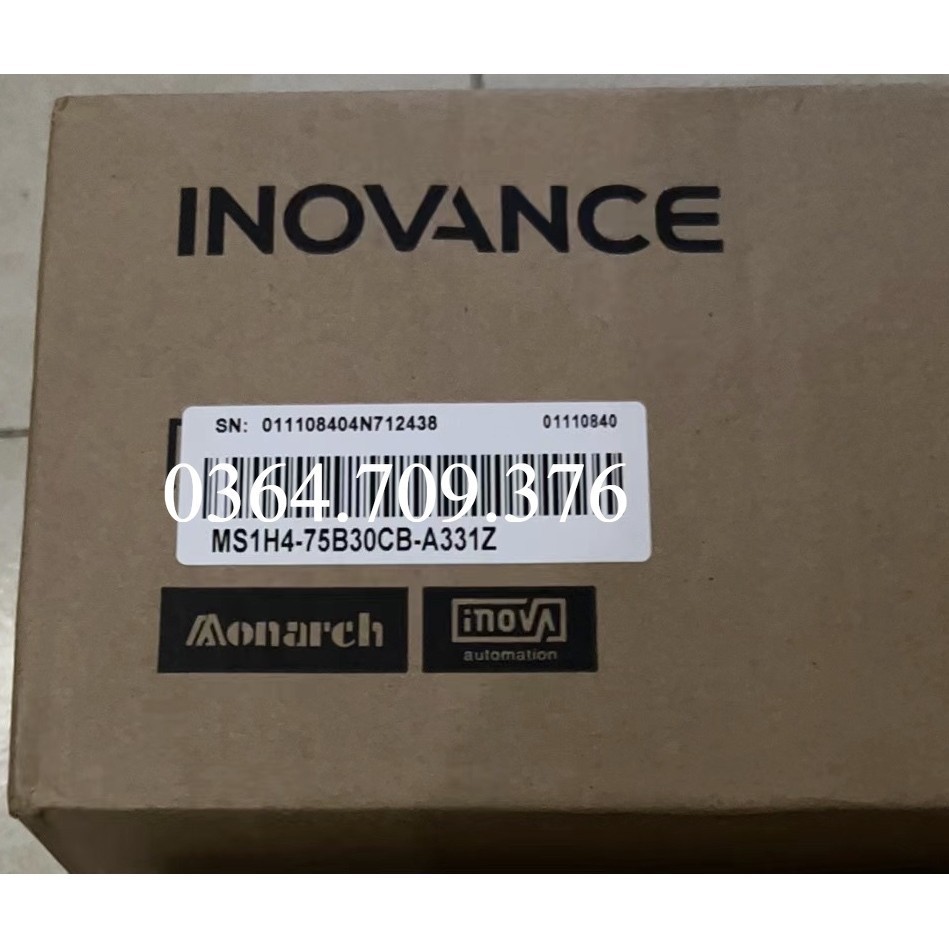 INOVANCE
SN: 011108404N712438 01110840
0364.709.376
MS1H4-75B30CB-A331Z
Monarch
inova
automation